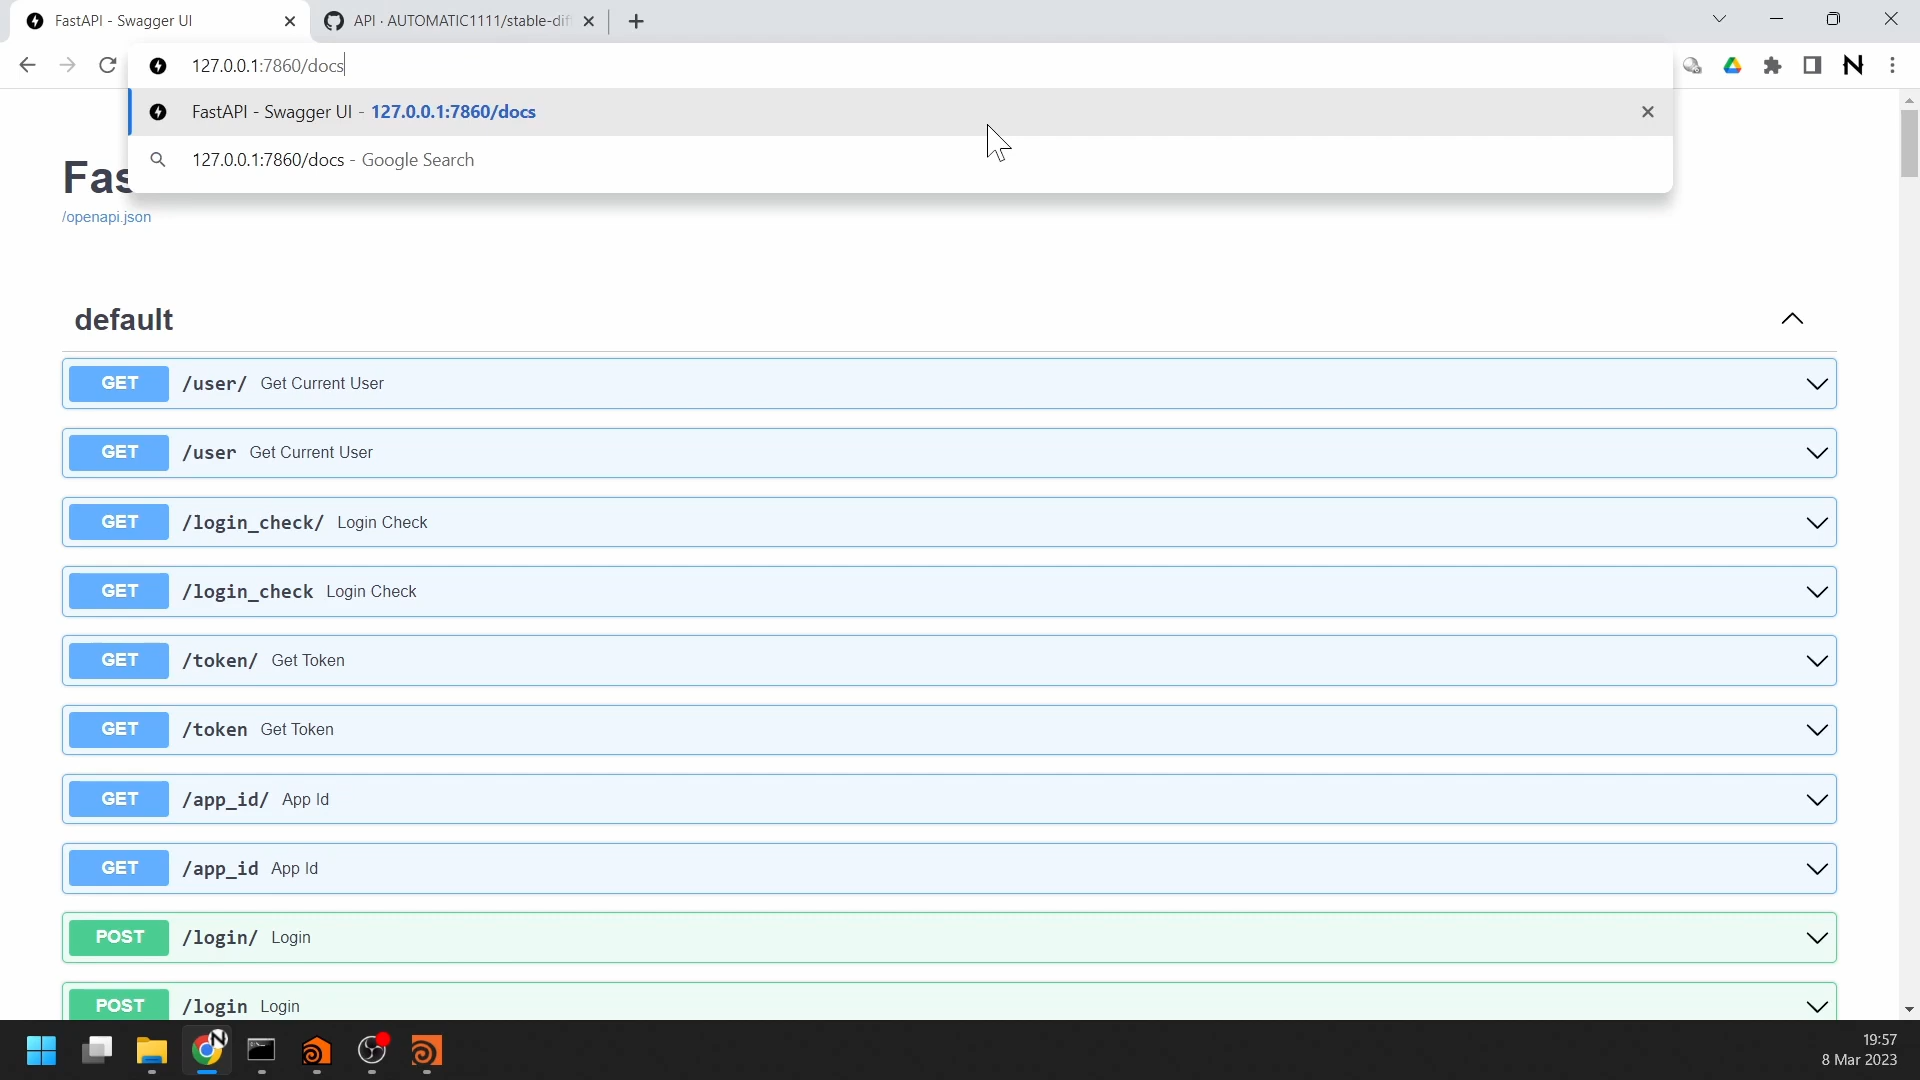 FastAPI - Swagger UI
API · AUTOMATIC1111/stable-dif
127.0.0.1:7860/docs
FastAPI - Swagger UI - 127.0.0.1:7860/docs
127.0.0.1:7860/docs - Google Search
Fas
/openapi.json
default
GET /user/ Get Current User
GET /user Get Current User
GET /login_check/ Login Check
GET /login_check Login Check
GET /token/ Get Token
GET /token Get Token
GET /app_id/ App Id
GET /app_id App Id
POST /login/ Login
POST /login Login
19:57
8 Mar 2023